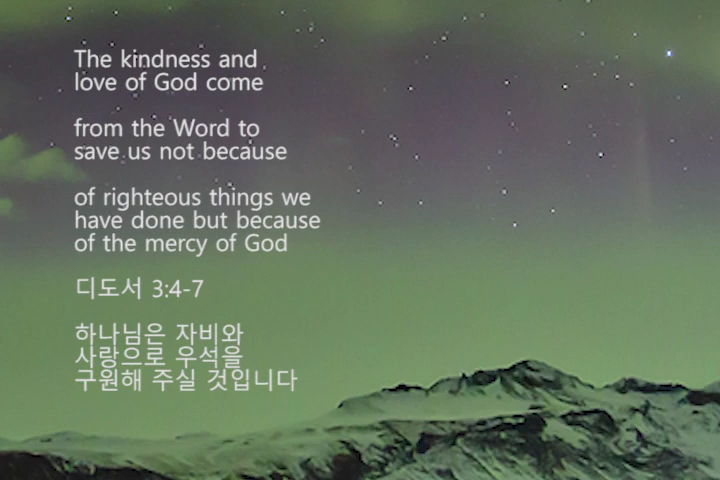 The kindness and
love of God come
from the Word to
save us not because
of righteous things we
have done but because
of the mercy of God
디도서 3:4-7
하나님은 자비와
사랑으로 우석을
구원해 주실 것입니다